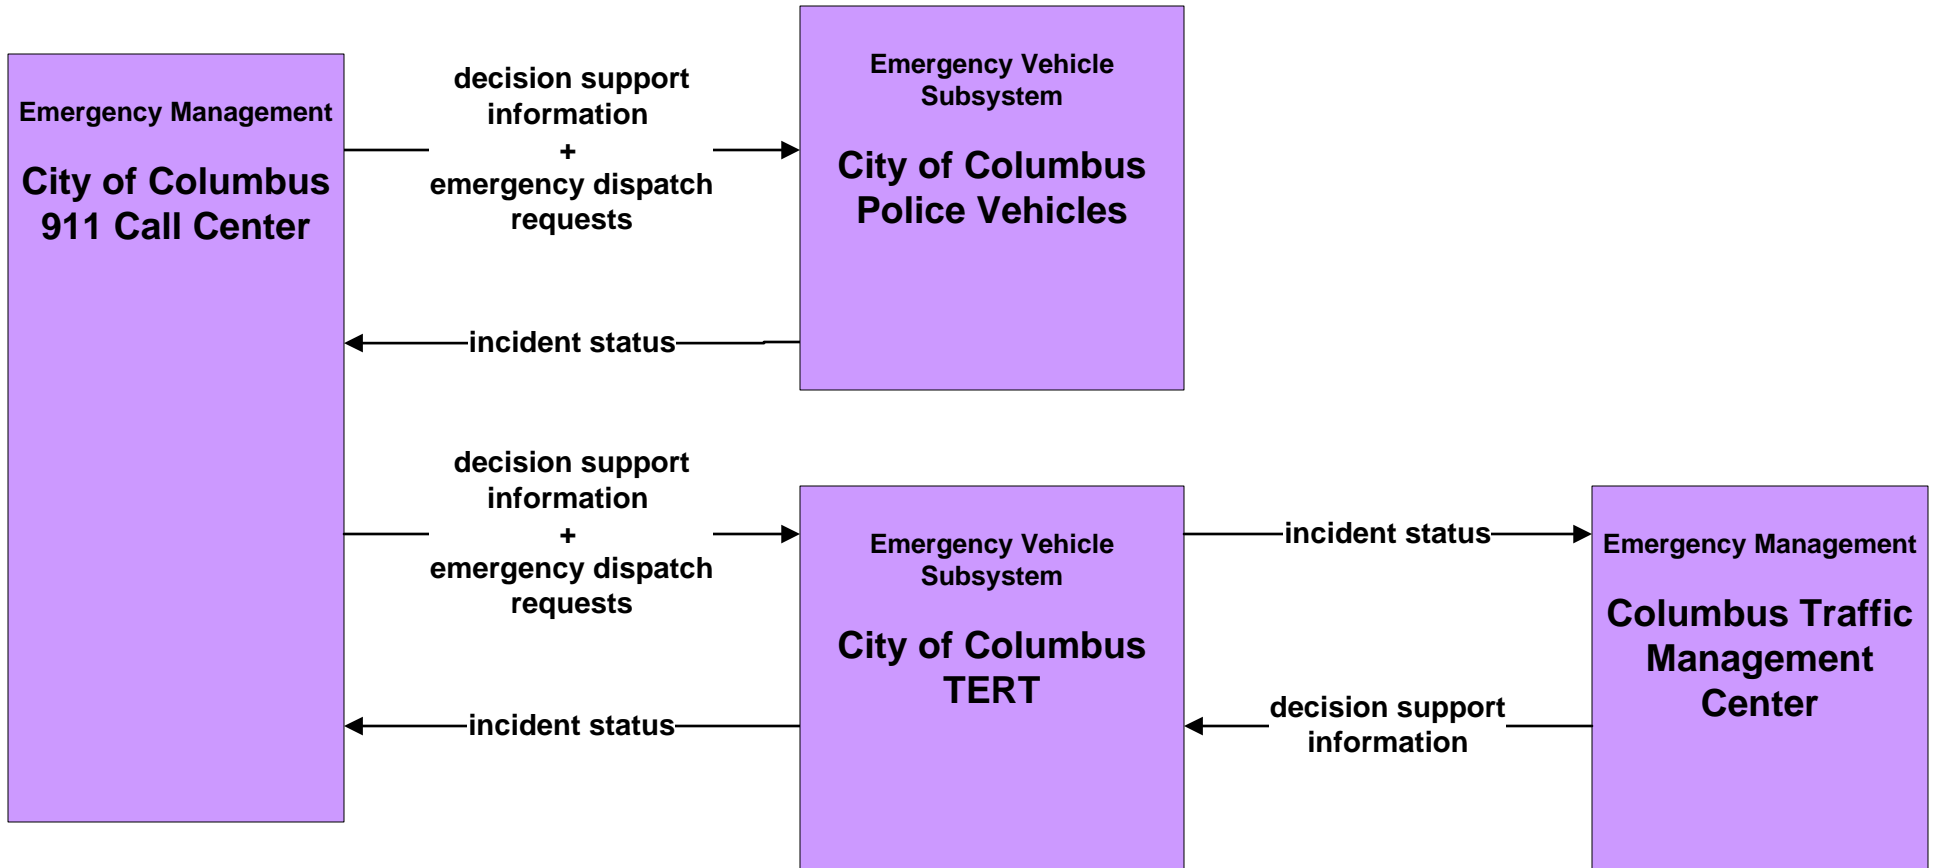 Emergency Management
City of Columbus
911 Call Center
decision support
information
+
emergency dispatch
requests
incident status
Emergency Vehicle
Subsystem
City of Columbus
Police Vehicles
decision support
information
+
emergency dispatch
requests
incident status
Emergency Vehicle
Subsystem
City of Columbus
TERT
incident status
decision support
information
Emergency Management
Columbus Traffic
Management
Center